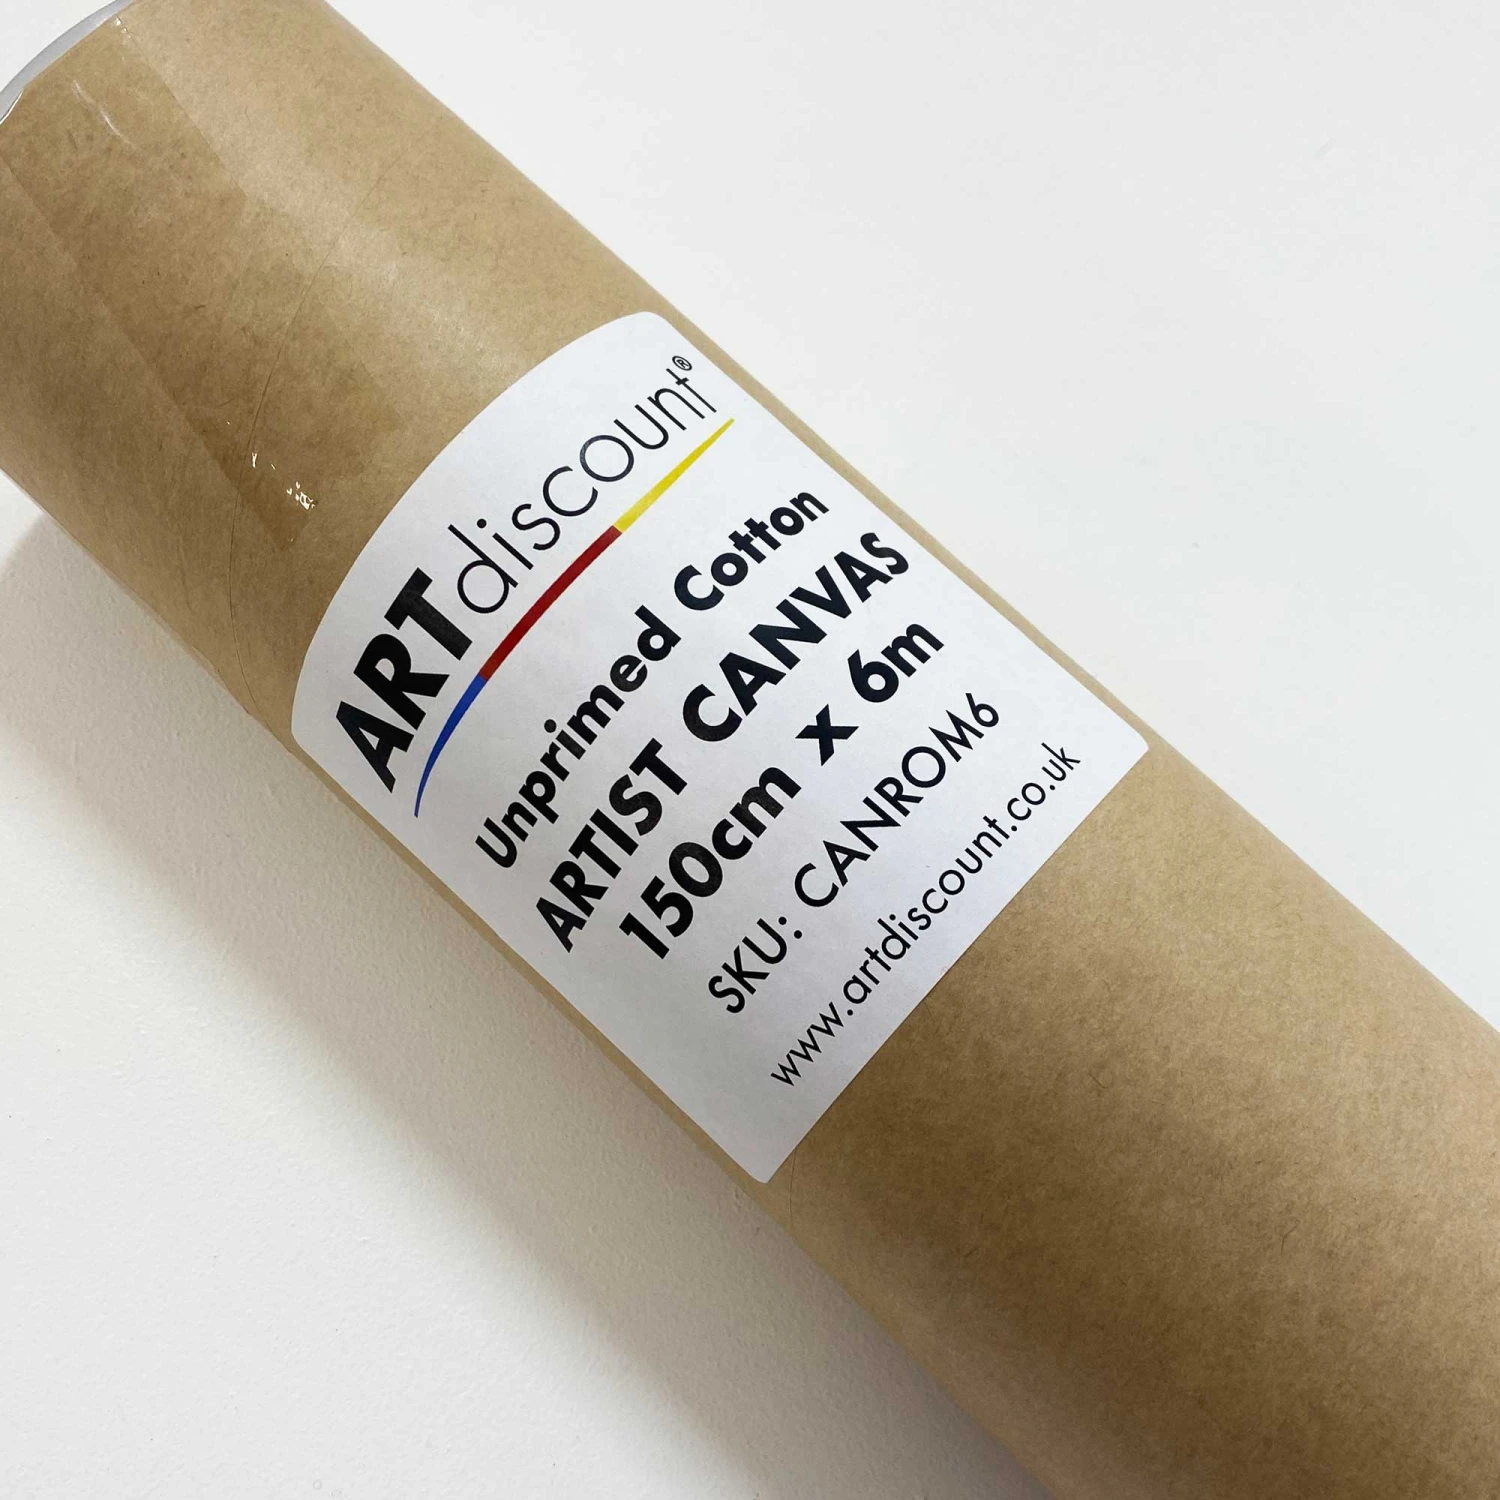 ARTdiscount®
Unprimed Cotton
ARTIST CANVAS
150cm x 6m
SKU: CANROM6
www.artdiscount.co.uk